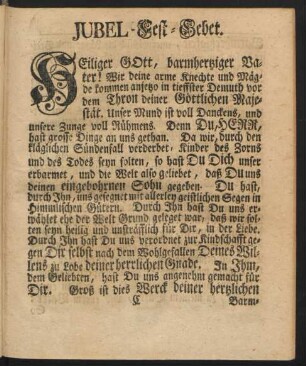 JUBEL-Fest-Gebet.
Heiliger GOtt, barmhertziger Va-
ter! Wir deine arme Knechte und Mäg-
de kommen anjetzo in tieffster Demuth vor
dem Thron deiner Göttlichen Maje-
stät. Unser Mund ist voll Danckens, und
unsere Zunge voll Rühmens. Denn Du, HERR,
hast grosse Dinge an uns gethan. Da wir, durch den
kläglichen Sündenfall verderbet, Kinder des Zorns
und des Todes seyn solten, so hast Du Dich unser
erbarmet, und die Welt also geliebet, daß DU uns
deinen eingebohrnen Sohn gegeben. Du hast,
durch Ihn, uns gesegnet mit allerley geistlichen Segen in
Himmlischen Gütern. Durch Ihn hast Du uns er-
wählet ehe der Welt Grund geleget war, daß wir sol-
ten seyn heilig und unsträflich für Dir, in der Liebe.
Durch Ihn hast Du uns verordnet zur Kindschafft ge-
gen Dir selbst nach dem Wohlgefallen Deines Wil-
lens zu Lobe deiner herrlichen Gnade. In Ihm,
dem Geliebten, hast Du uns angenehm gemacht für
Dir. Groß ist dies Werck deiner hertzlichen
C Barm-